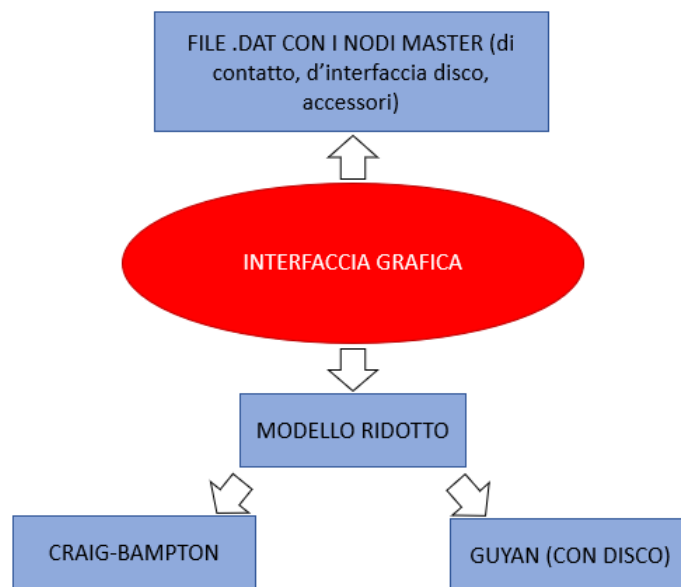 FILE .DAT CON I NODI MASTER (di
contatto, d’interfaccia disco,
accessori)
INTERFACCIA GRAFICA
MODELLO RIDOTTO
CRAIG-BAMPTON
GUYAN (CON DISCO)